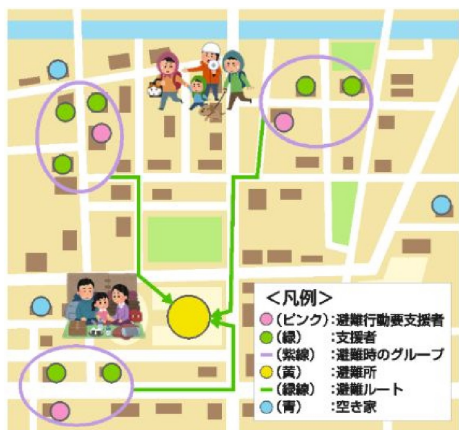 ＜凡例＞
(ピンク):避難行動要支援者
(緑) :支援者
(紫線) :避難時のグループ
(黄) :避難所
(緑線) :避難ルート
(青) :空き家